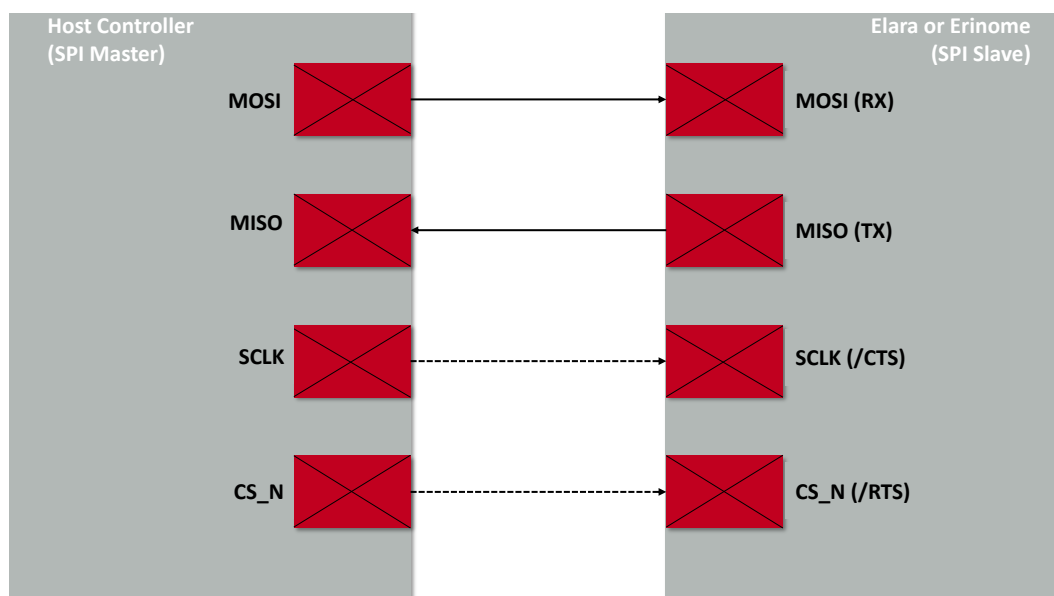 Host Controller
(SPI Master)
Elara or Erinome
(SPI Slave)
MOSI
MOSI (RX)
MISO
MISO (TX)
SCLK
SCLK (/CTS)
CS_N
CS_N (/RTS)